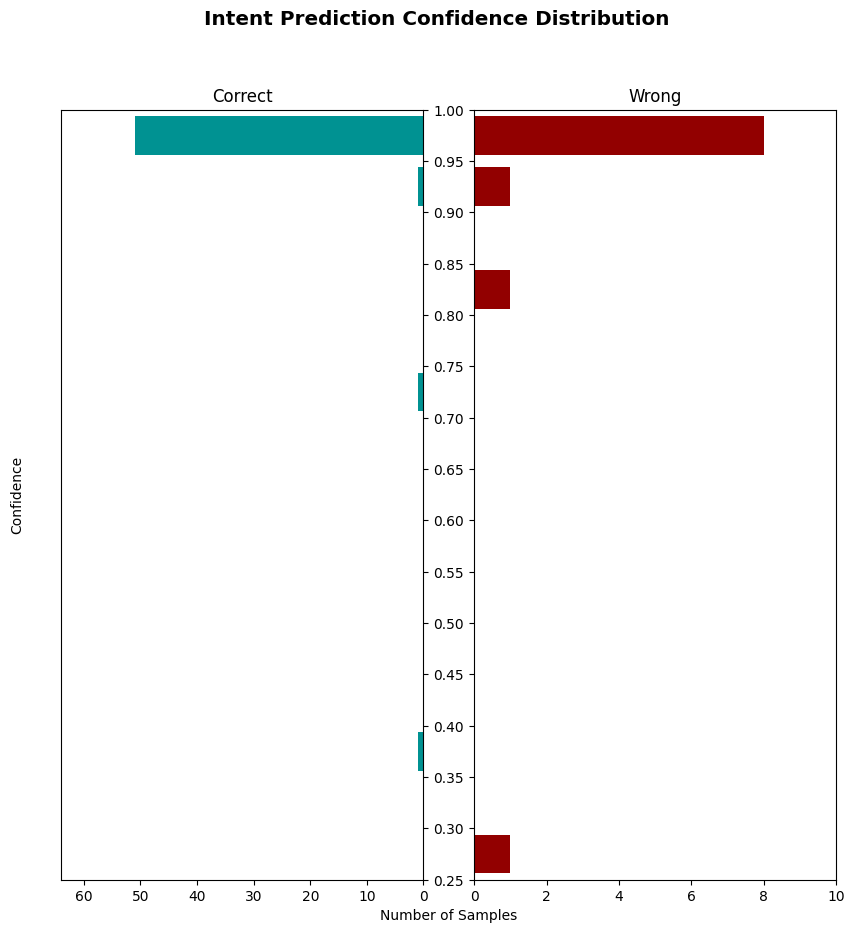 Intent Prediction Confidence Distribution
Correct
Wrong
Confidence
1.00
0.95
0.90
0.85
0.80
0.75
0.70
0.65
0.60
0.55
0.50
0.45
0.40
0.35
0.30
0.25
60 50 40 30 20 10 0
0 2 4 6 8 10
Number of Samples